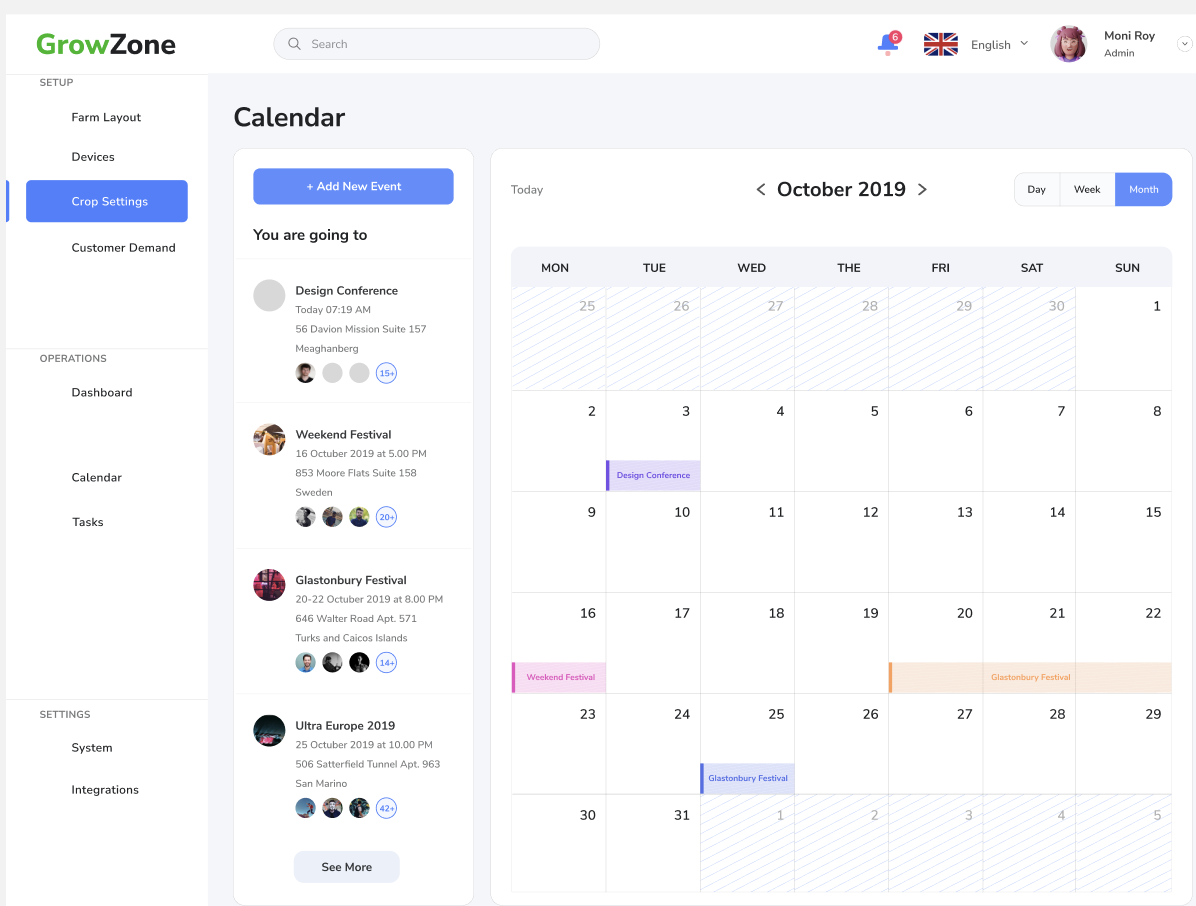 GrowZone
Search
6
English
Moni Roy
Admin
SETUP
Farm Layout
Devices
Crop Settings
Customer Demand
OPERATIONS
Dashboard
Calendar
Tasks
SETTINGS
System
Integrations
Calendar
+ Add New Event
You are going to
Design Conference
Today 07:19 AM
56 Davion Mission Suite 157
Meaghanberg
15+
Weekend Festival
16 October 2019 at 5.00 PM
853 Moore Flats Suite 158
Sweden
20+
Glastonbury Festival
20-22 October 2019 at 8.00 PM
646 Walter Road Apt. 571
Turks and Caicos Islands
14+
Ultra Europe 2019
25 October 2019 at 10.00 PM
506 Satterfield Tunnel Apt. 963
San Marino
42+
See More
Today
< October 2019 >
Day Week Month
MON TUE WED THE FRI SAT SUN
25 26 27 28 29 30 1
2 3 4 5 6 7 8
Design Conference
9 10 11 12 13 14 15
16 17 18 19 20 21 22
Weekend Festival Glastonbury Festival
23 24 25 26 27 28 29
Glastonbury Festival
30 31 1 2 3 4 5